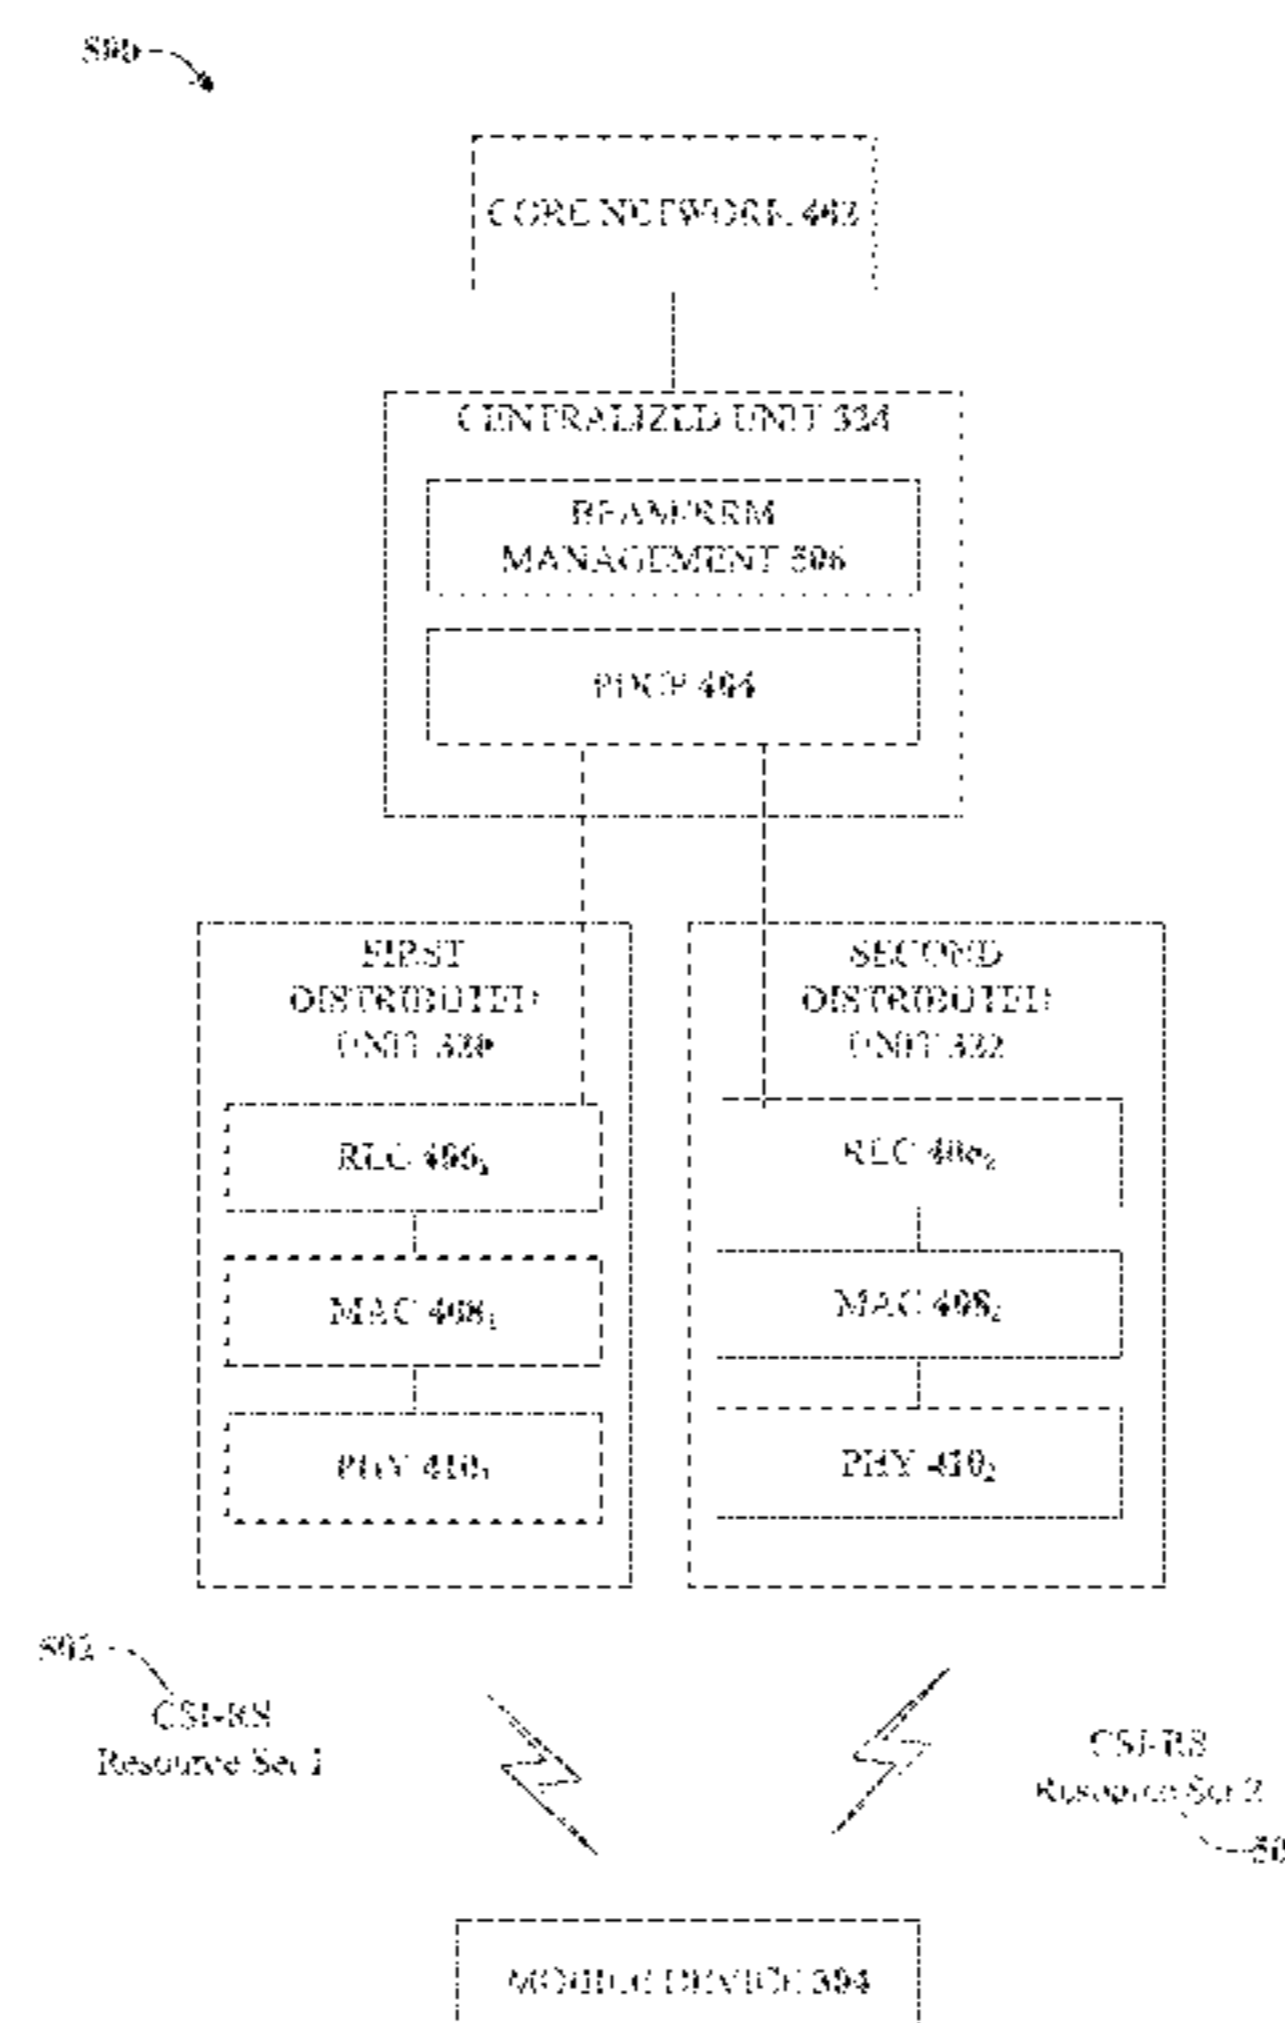 CORE NETWORK 402
CENTRALIZED UNIT 324
BEAM/RRM
MANAGEMENT 506
PDCP 404
FIRST
DISTRIBUTED
UNIT 320
SECOND
DISTRIBUTED
UNIT 322
RLC 406₁
RLC 406₂
MAC 408₁
MAC 408₂
PHY 410₁
PHY 410₂
CSI-RS
Resource Set 1
CSI-RS
Resource Set 2
MOBILE DEVICE 304